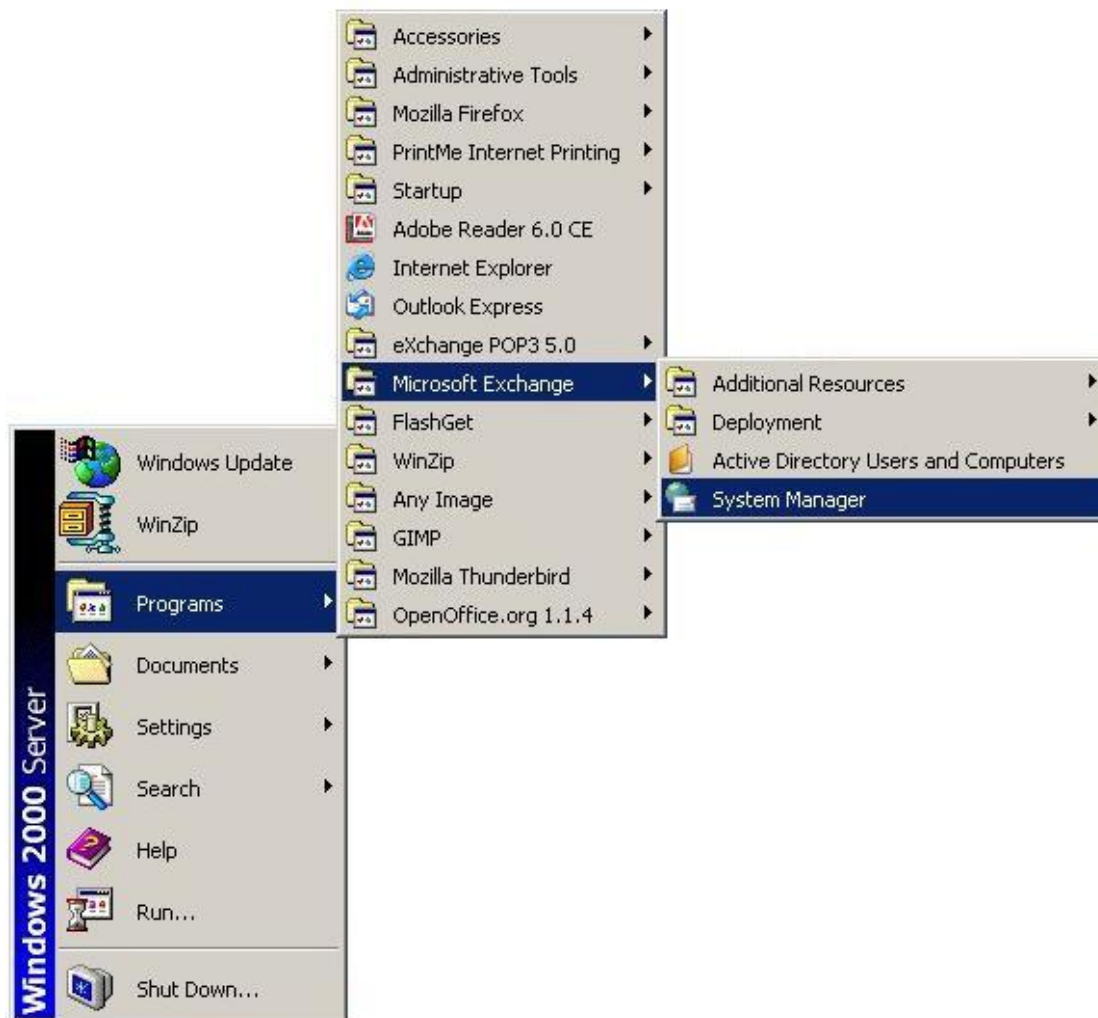 Accessories
Administrative Tools
Mozilla Firefox
PrintMe Internet Printing
Startup
Adobe Reader 6.0 CE
Internet Explorer
Outlook Express
eXchange POP3 5.0
Microsoft Exchange
FlashGet
WinZip
Any Image
GIMP
Mozilla Thunderbird
OpenOffice.org 1.1.4
Additional Resources
Deployment
Active Directory Users and Computers
System Manager
Windows Update
WinZip
Programs
Documents
Settings
Search
Help
Run...
Shut Down...
Windows 2000 Server